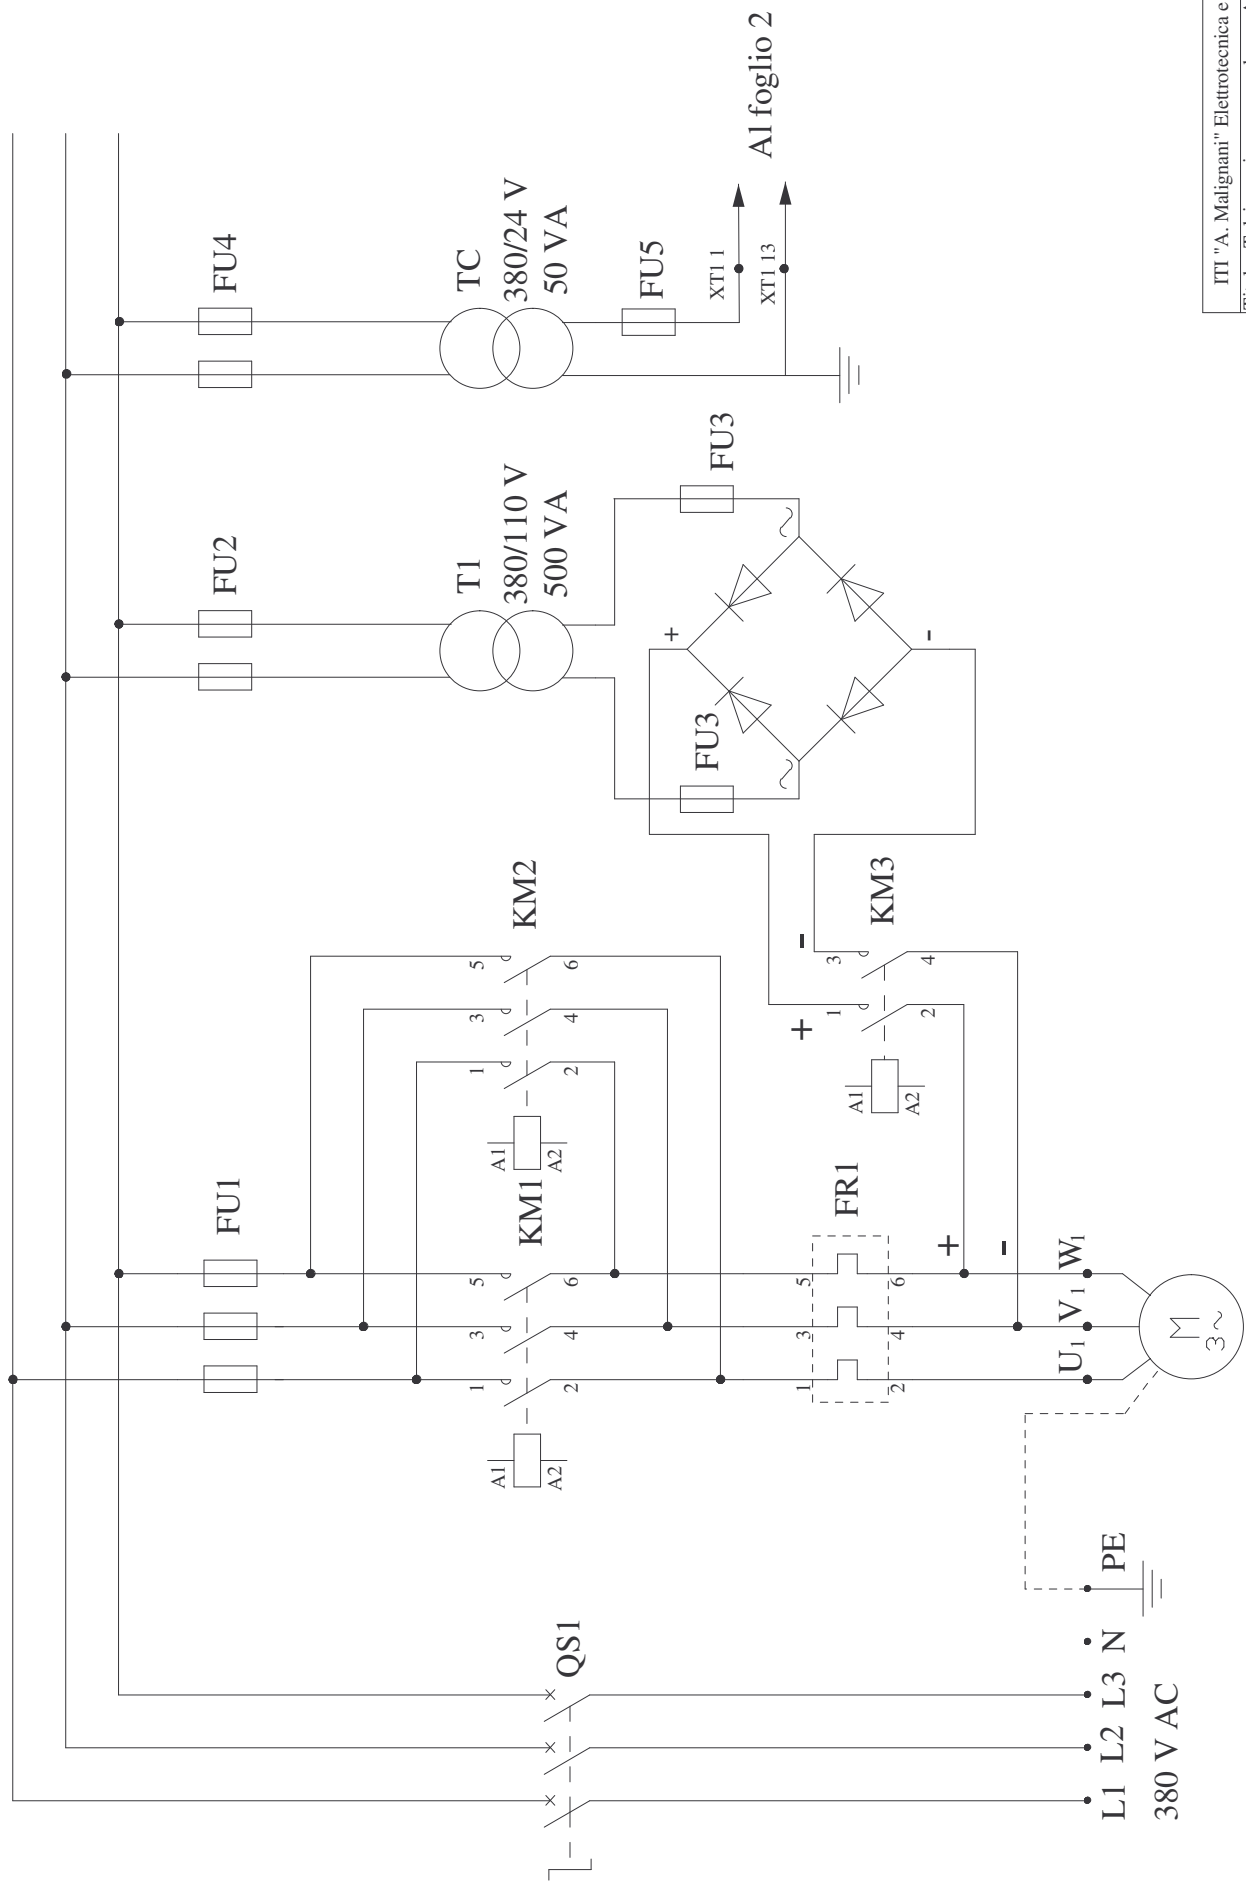 FU4
TC
380/24 V
50 VA
FU5
XT1 1
XT1 13
Al foglio 2
FU2
T1
380/110 V
500 VA
FU3
FU3
+
-
~
~
KM2
5
3
1
6
4
2
A1
A2
KM3
+
-
3
1
4
2
A1
A2
FU1
KM1
5
3
1
6
4
2
A1
A2
FR1
5
3
1
6
4
2
+
-
U1 V1 W1
M
3~
QS1
L1 L2 L3 N PE
380 V AC
ITI "A. Malignani" Elettrotecnica e